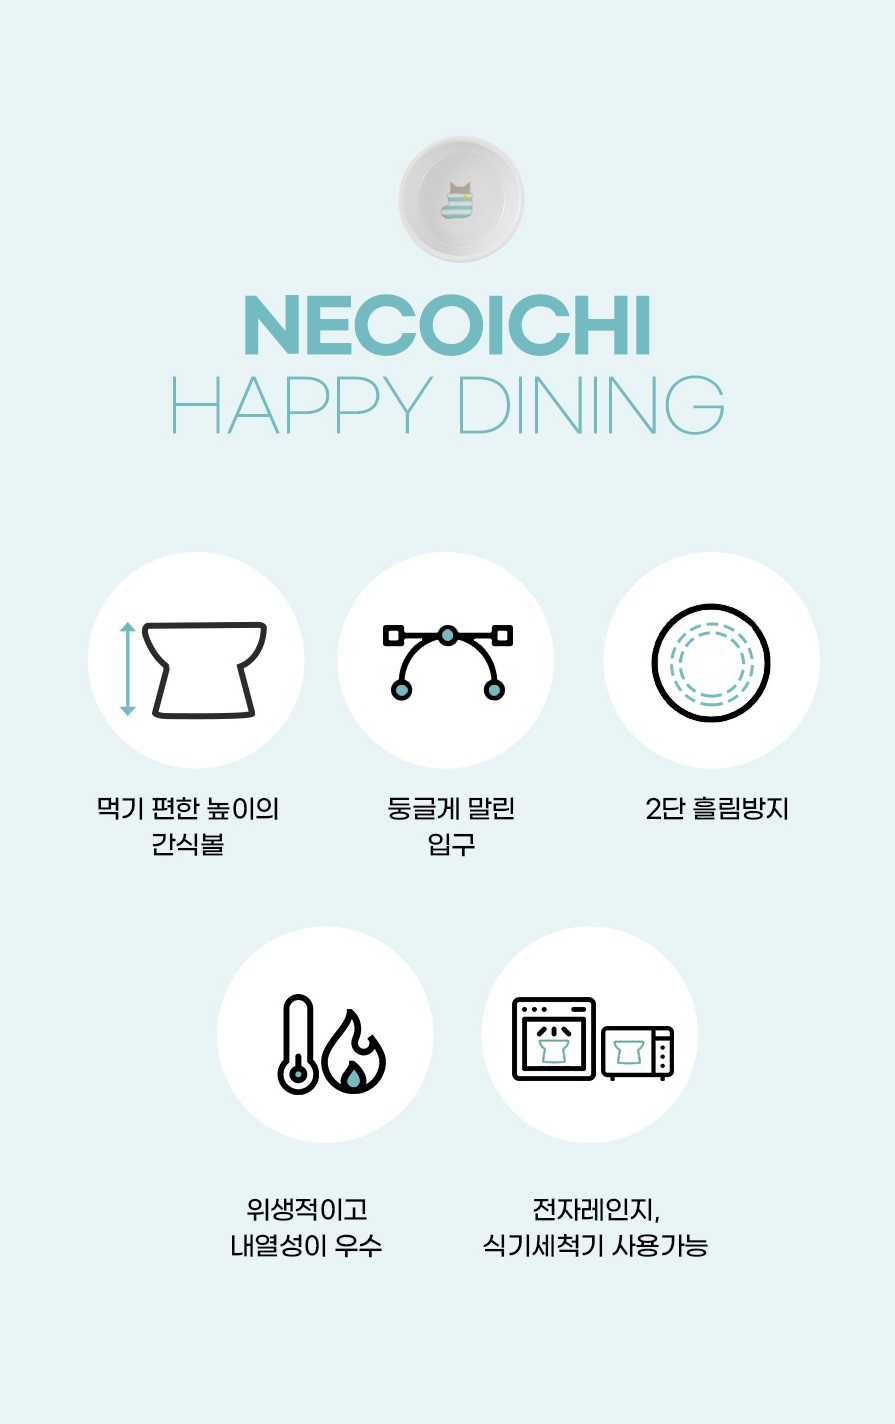 NECOICHI
HAPPY DINING
먹기 편한 높이의
간식볼
둥글게 말린
입구
2단 흘림방지
위생적이고
내열성이 우수
전자레인지,
식기세척기 사용가능